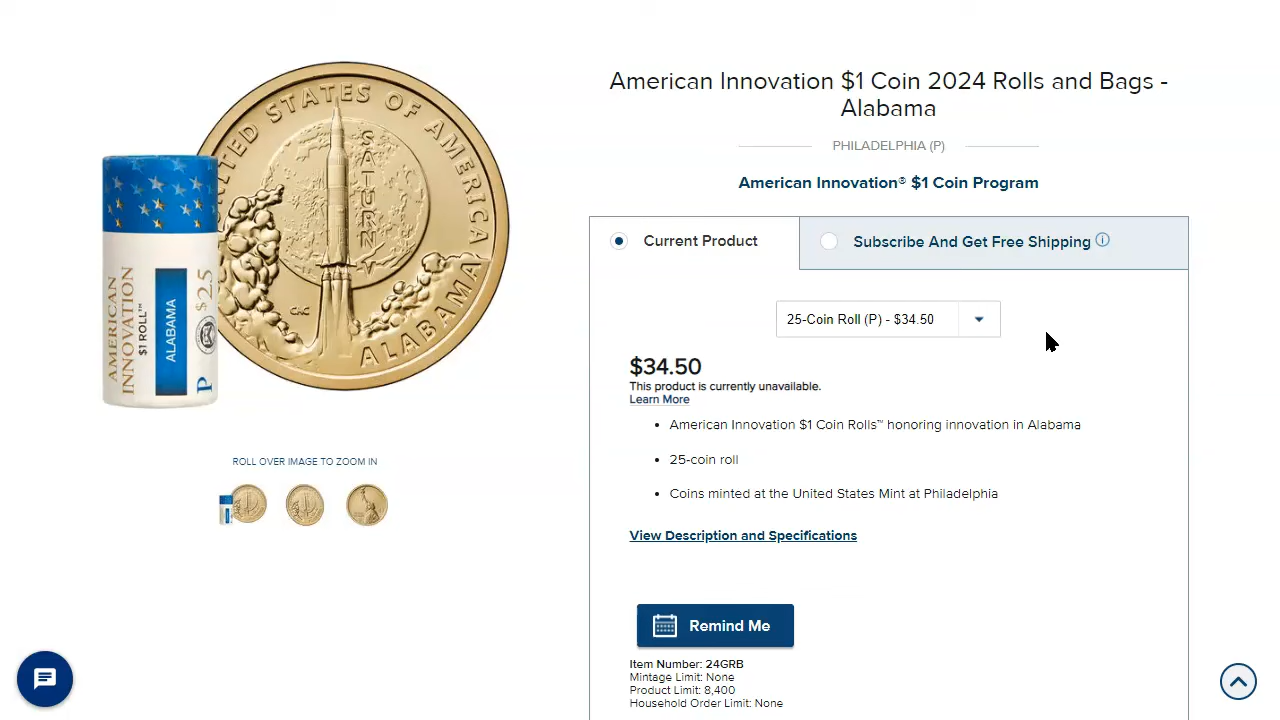 UNITED STATES OF AMERICA
SATURN
V
CNC
ALABAMA
AMERICAN
INNOVATION
$1 ROLL™
ALABAMA
P $25
ROLL OVER IMAGE TO ZOOM IN
American Innovation $1 Coin 2024 Rolls and Bags -
Alabama
PHILADELPHIA (P)
American Innovation® $1 Coin Program
Current Product
Subscribe And Get Free Shipping
25-Coin Roll (P) - $34.50
$34.50
This product is currently unavailable.
Learn More
• American Innovation $1 Coin Rolls™ honoring innovation in Alabama
• 25-coin roll
• Coins minted at the United States Mint at Philadelphia
View Description and Specifications
Remind Me
Item Number: 24GRB
Mintage Limit: None
Product Limit: 8,400
Household Order Limit: None